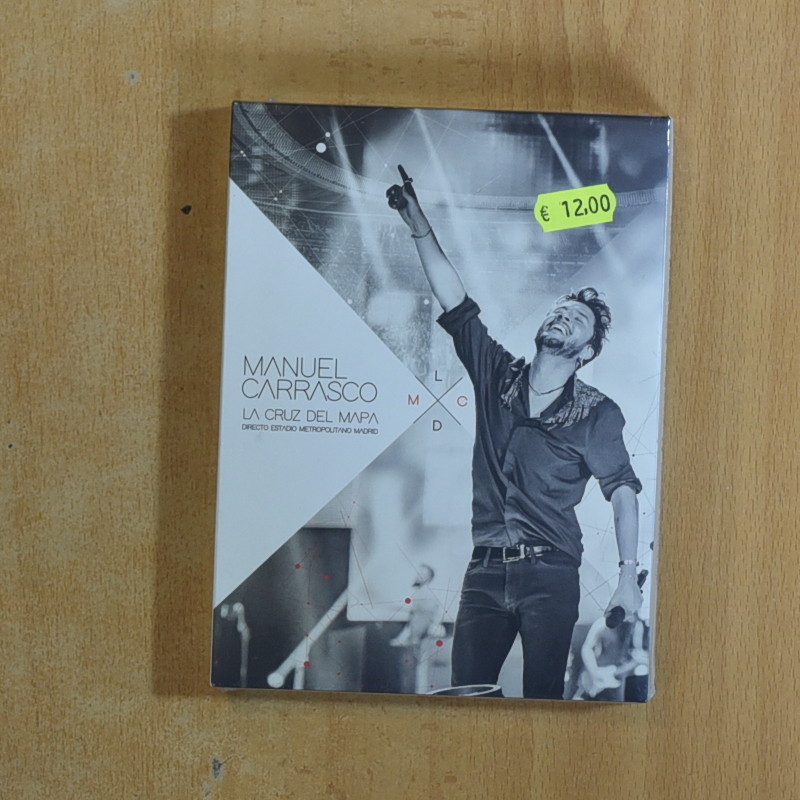 € 12,00
MANUEL
CARRASCO
LA CRUZ DEL MAPA
DIRECTO ESTADIO METROPOLITANO MADRID
L
M C
D